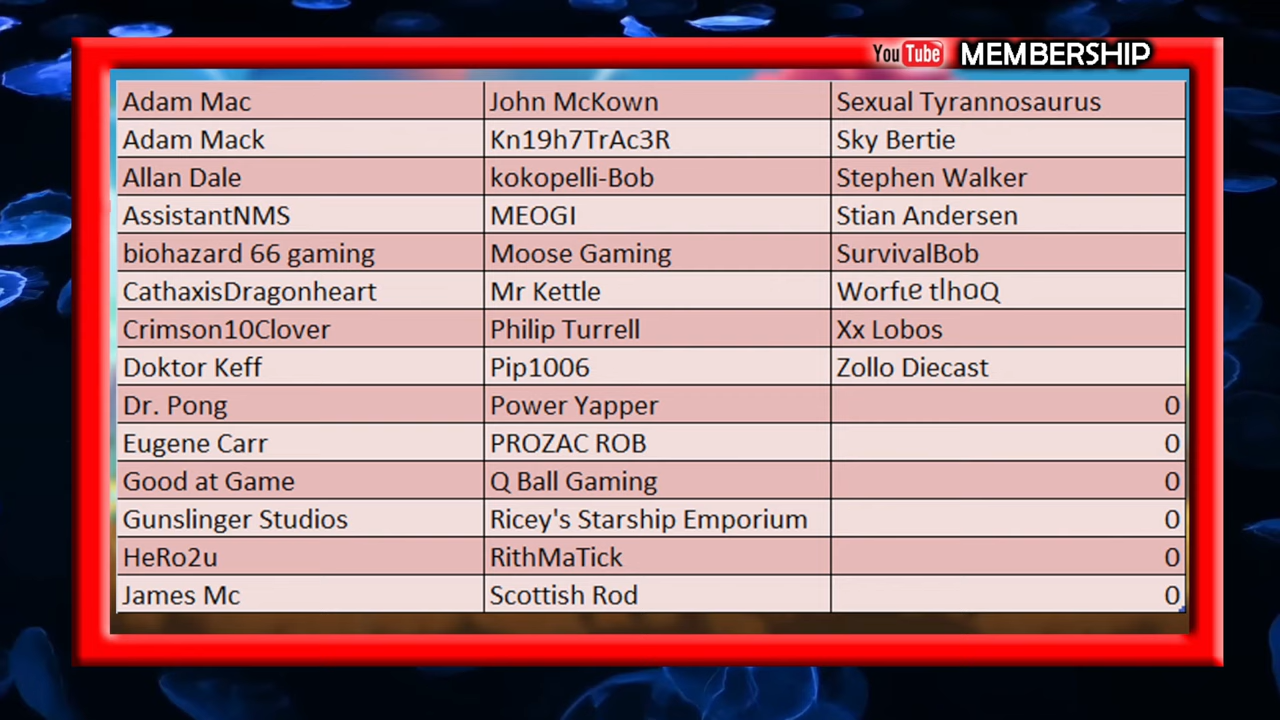 YouTube MEMBERSHIP
Adam Mac John McKown Sexual Tyrannosaurus
Adam Mack Kn19h7TrAc3R Sky Bertie
Allan Dale kokopelli-Bob Stephen Walker
AssistantNMS MEOGI Stian Andersen
biohazard 66 gaming Moose Gaming SurvivalBob
CathaxisDragonheart Mr Kettle
Crimson10Clover Philip Turrell Xx Lobos
Doktor Keff Pip1006 Zollo Diecast
Dr. Pong Power Yapper 0
Eugene Carr PROZAC ROB 0
Good at Game Q Ball Gaming 0
Gunslinger Studios Ricey's Starship Emporium 0
HeRo2u RithMaTick 0
James Mc Scottish Rod 0